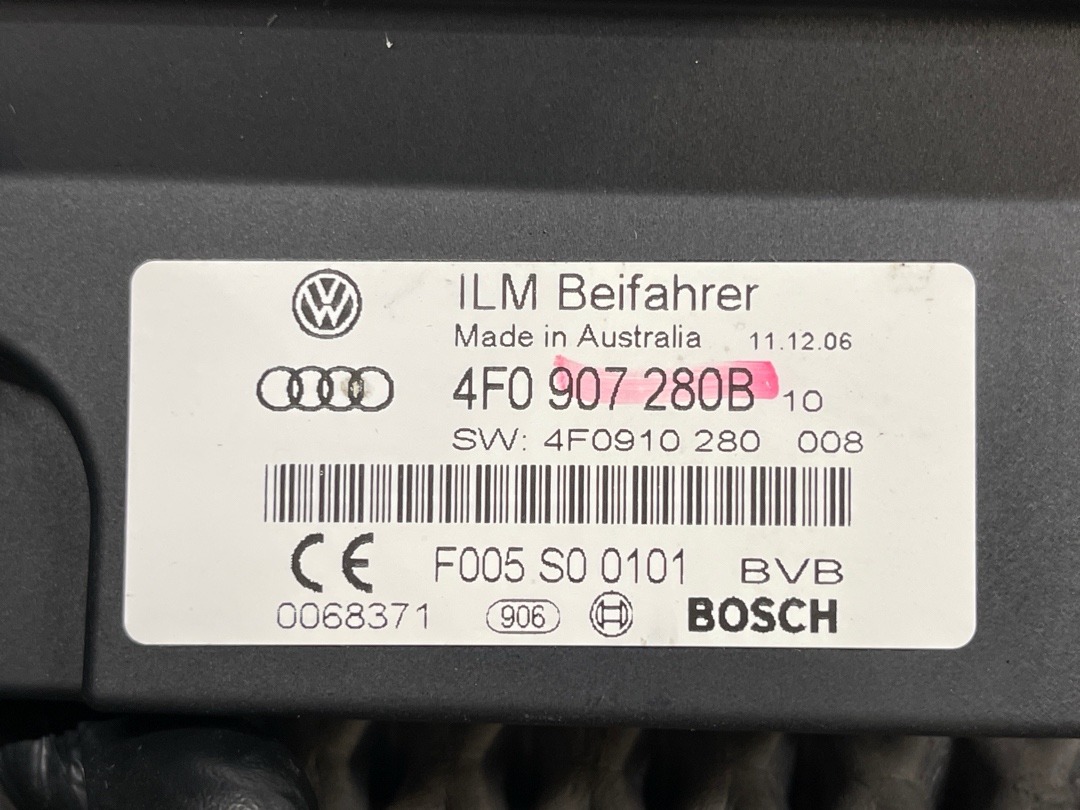 ILM Beifahrer
Made in Australia 11.12.06
4F0 907 280B 10
SW: 4F0910 280 008
CE F005 S0 0101 BVB
0068371 906 BOSCH